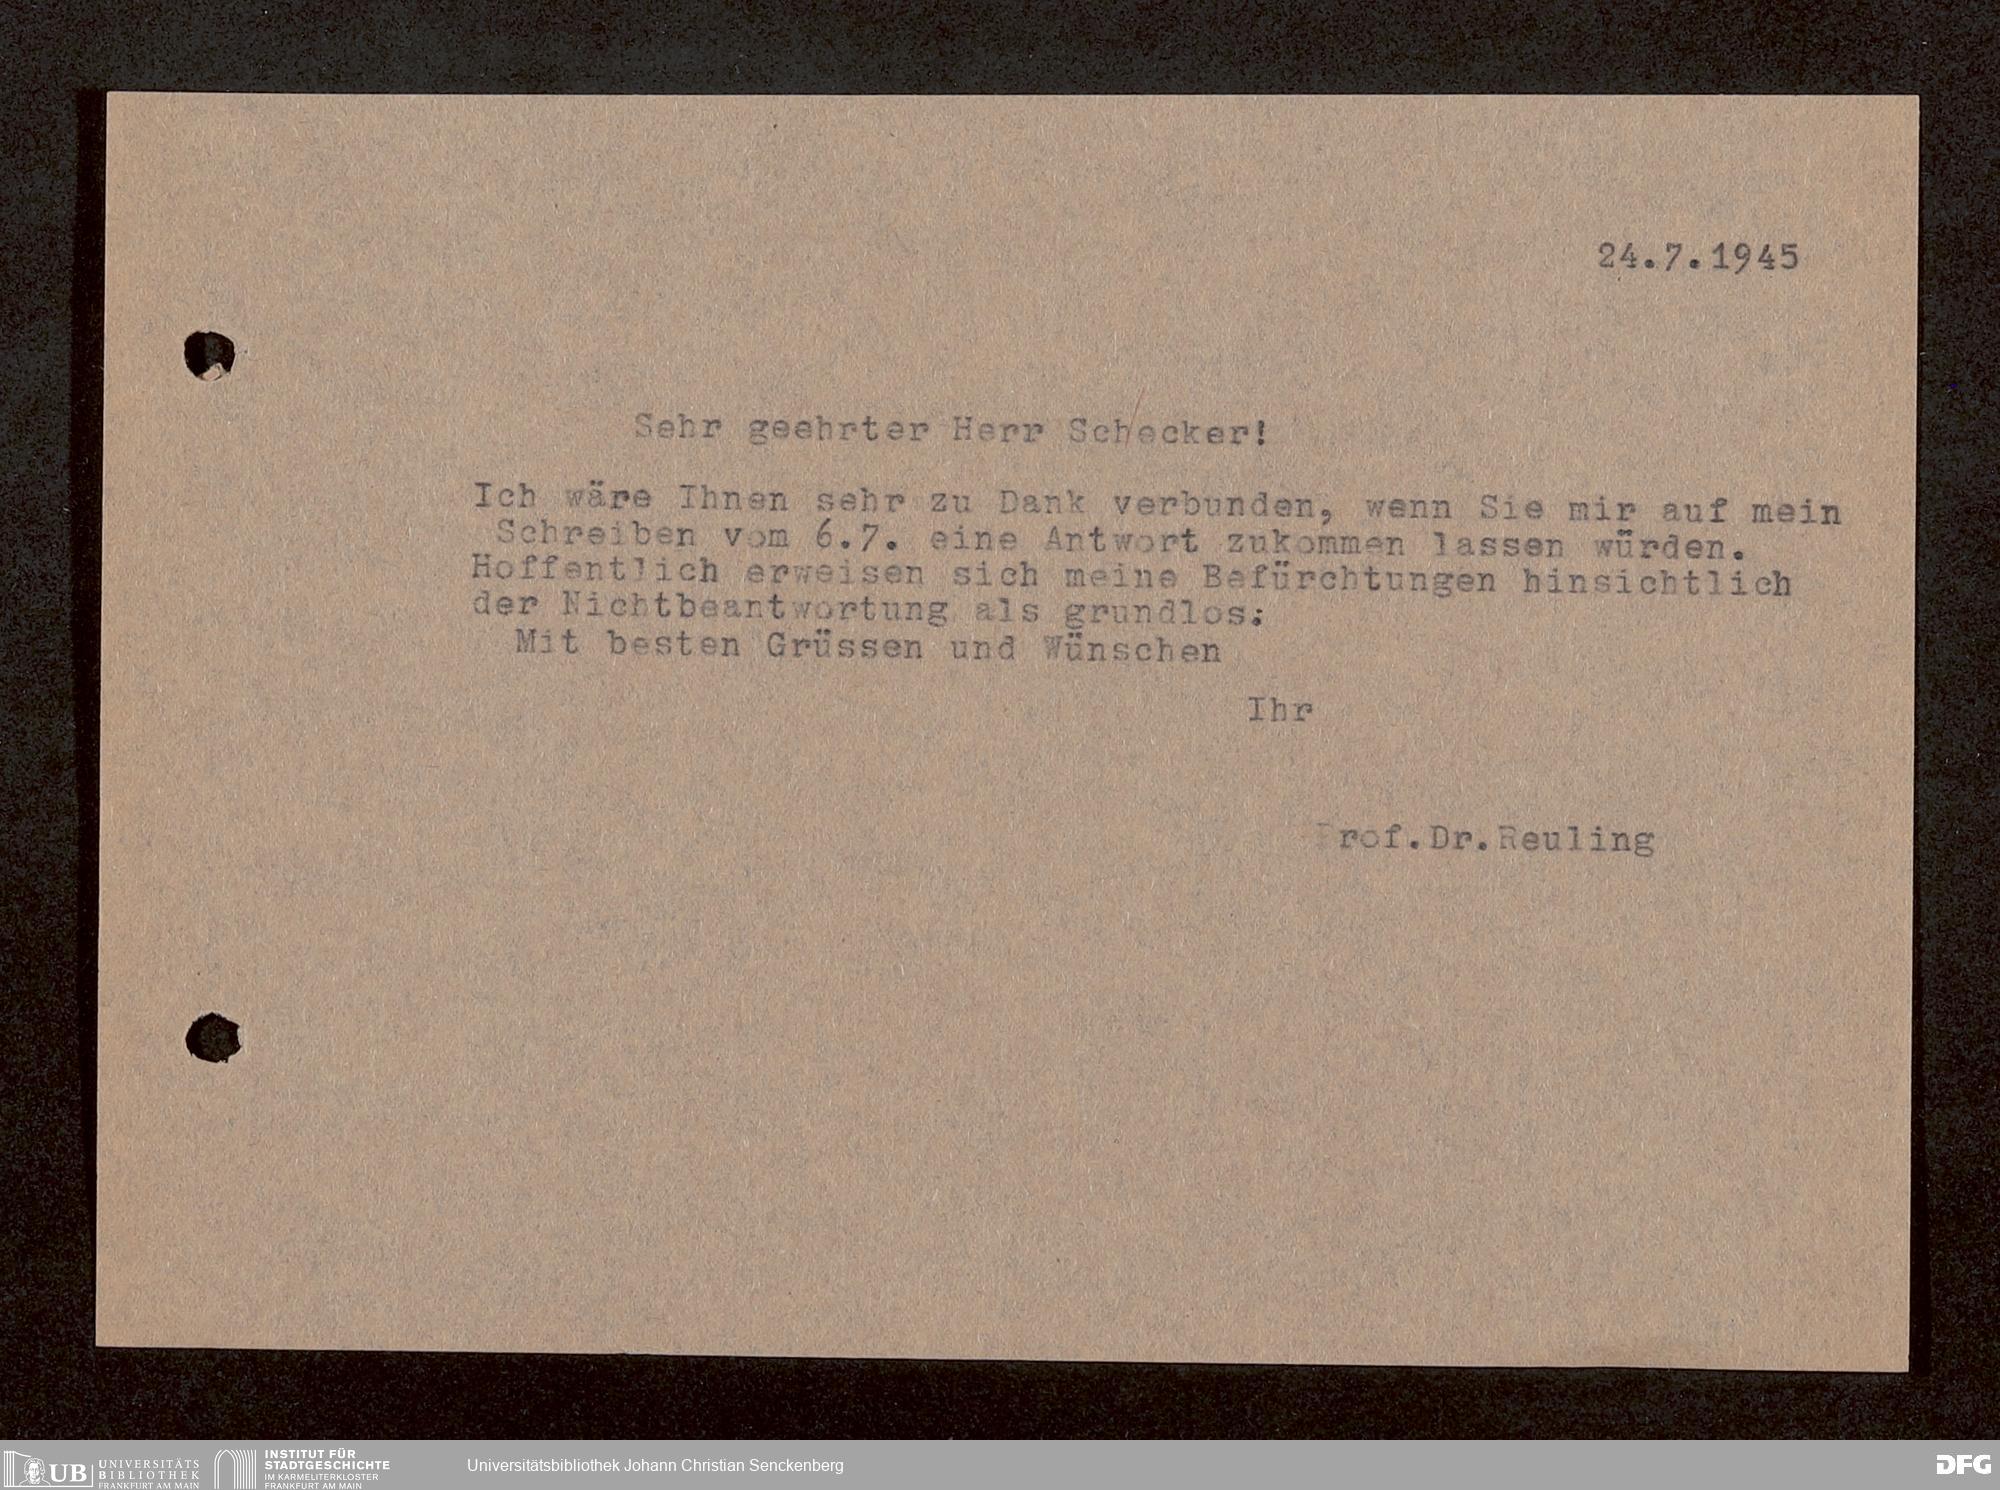 24.7.1945
Sehr geehrter Herr Schecker!
Ich wäre Ihnen sehr zu Dank verbunden, wenn Sie mir auf mein
Schreiben vom 6.7. eine Antwort zukommen lassen würden.
Hoffentlich erweisen sich meine Befürchtungen hinsichtlich
der Nichtbeantwortung als grundlos.
Mit besten Grüssen und Wünschen
Ihr
Prof.Dr.Reuling
UB UNIVERSITÄTS
BIBLIOTHEK
FRANKFURT AM MAIN
INSTITUT FÜR
STADTGESCHICHTE
IM KARMELITERKLOSTER
FRANKFURT AM MAIN
Universitätsbibliothek Johann Christian Senckenberg
DFG